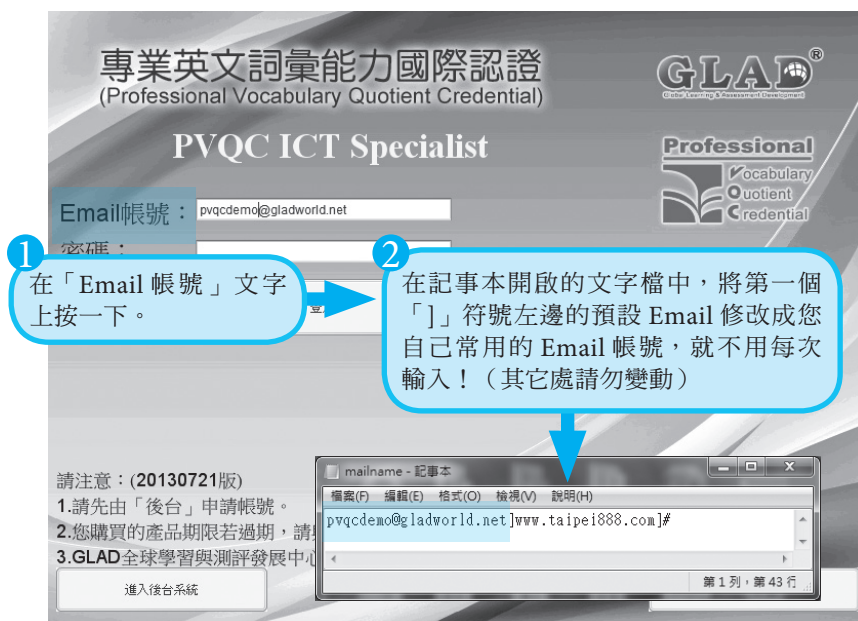 專業英文詞彙能力國際認證
(Professional Vocabulary Quotient Credential)
GLAD®
Global Learning & Assessment Development
PVQC ICT Specialist
Professional
Vocabulary
Quotient
Credential
Email帳號：
pvqcdemo@gladworld.net
密碼：
1
在「Email 帳號」文字
上按一下。
2
在記事本開啟的文字檔中，將第一個
「]」符號左邊的預設 Email 修改成您
自己常用的 Email 帳號，就不用每次
輸入！（其它處請勿變動）
請注意：(20130721版)
1.請先由「後台」申請帳號。
2.您購買的產品期限若過期，請
3.GLAD全球學習與測評發展中心
進入後台系統
mailname - 記事本
檔案(F) 編輯(E) 格式(O) 檢視(V) 說明(H)
pvqcdemo@gladworld.net]www.taipei888.com]#
第 1 列，第 43 行